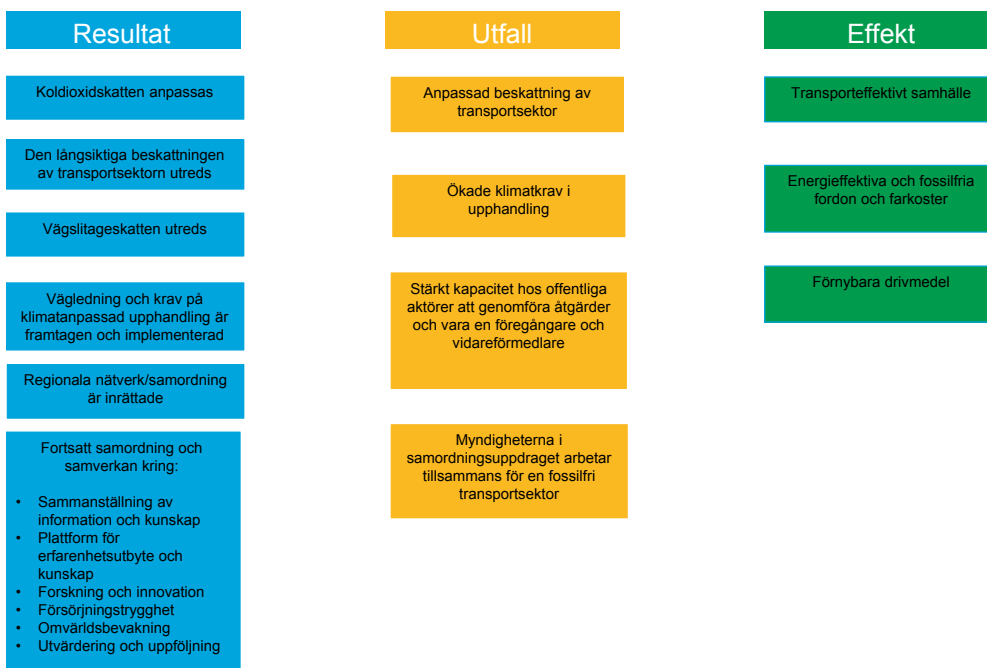 Resultat
Koldioxidskatten anpassas
Den långsiktiga beskattningen
av transportsektorn utreds
Vägslitageskatten utreds
Vägledning och krav på
klimatanpassad upphandling är
framtagen och implementerad
Regionala nätverk/samordning
är inrättade
Fortsatt samordning och
samverkan kring:
• Sammanställning av
information och kunskap
• Plattform för
erfarenhetsutbyte och
kunskap
• Forskning och innovation
• Försörjningstrygghet
• Omvärldsbevakning
• Utvärdering och uppföljning
Utfall
Anpassad beskattning av
transportsektor
Ökade klimatkrav i
upphandling
Stärkt kapacitet hos offentliga
aktörer att genomföra åtgärder
och vara en föregångare och
vidareförmedlare
Myndigheterna i
samordningsuppdraget arbetar
tillsammans för en fossilfri
transportsektor
Effekt
Transporteffektivt samhälle
Energieffektiva och fossilfria
fordon och farkoster
Förnybara drivmedel